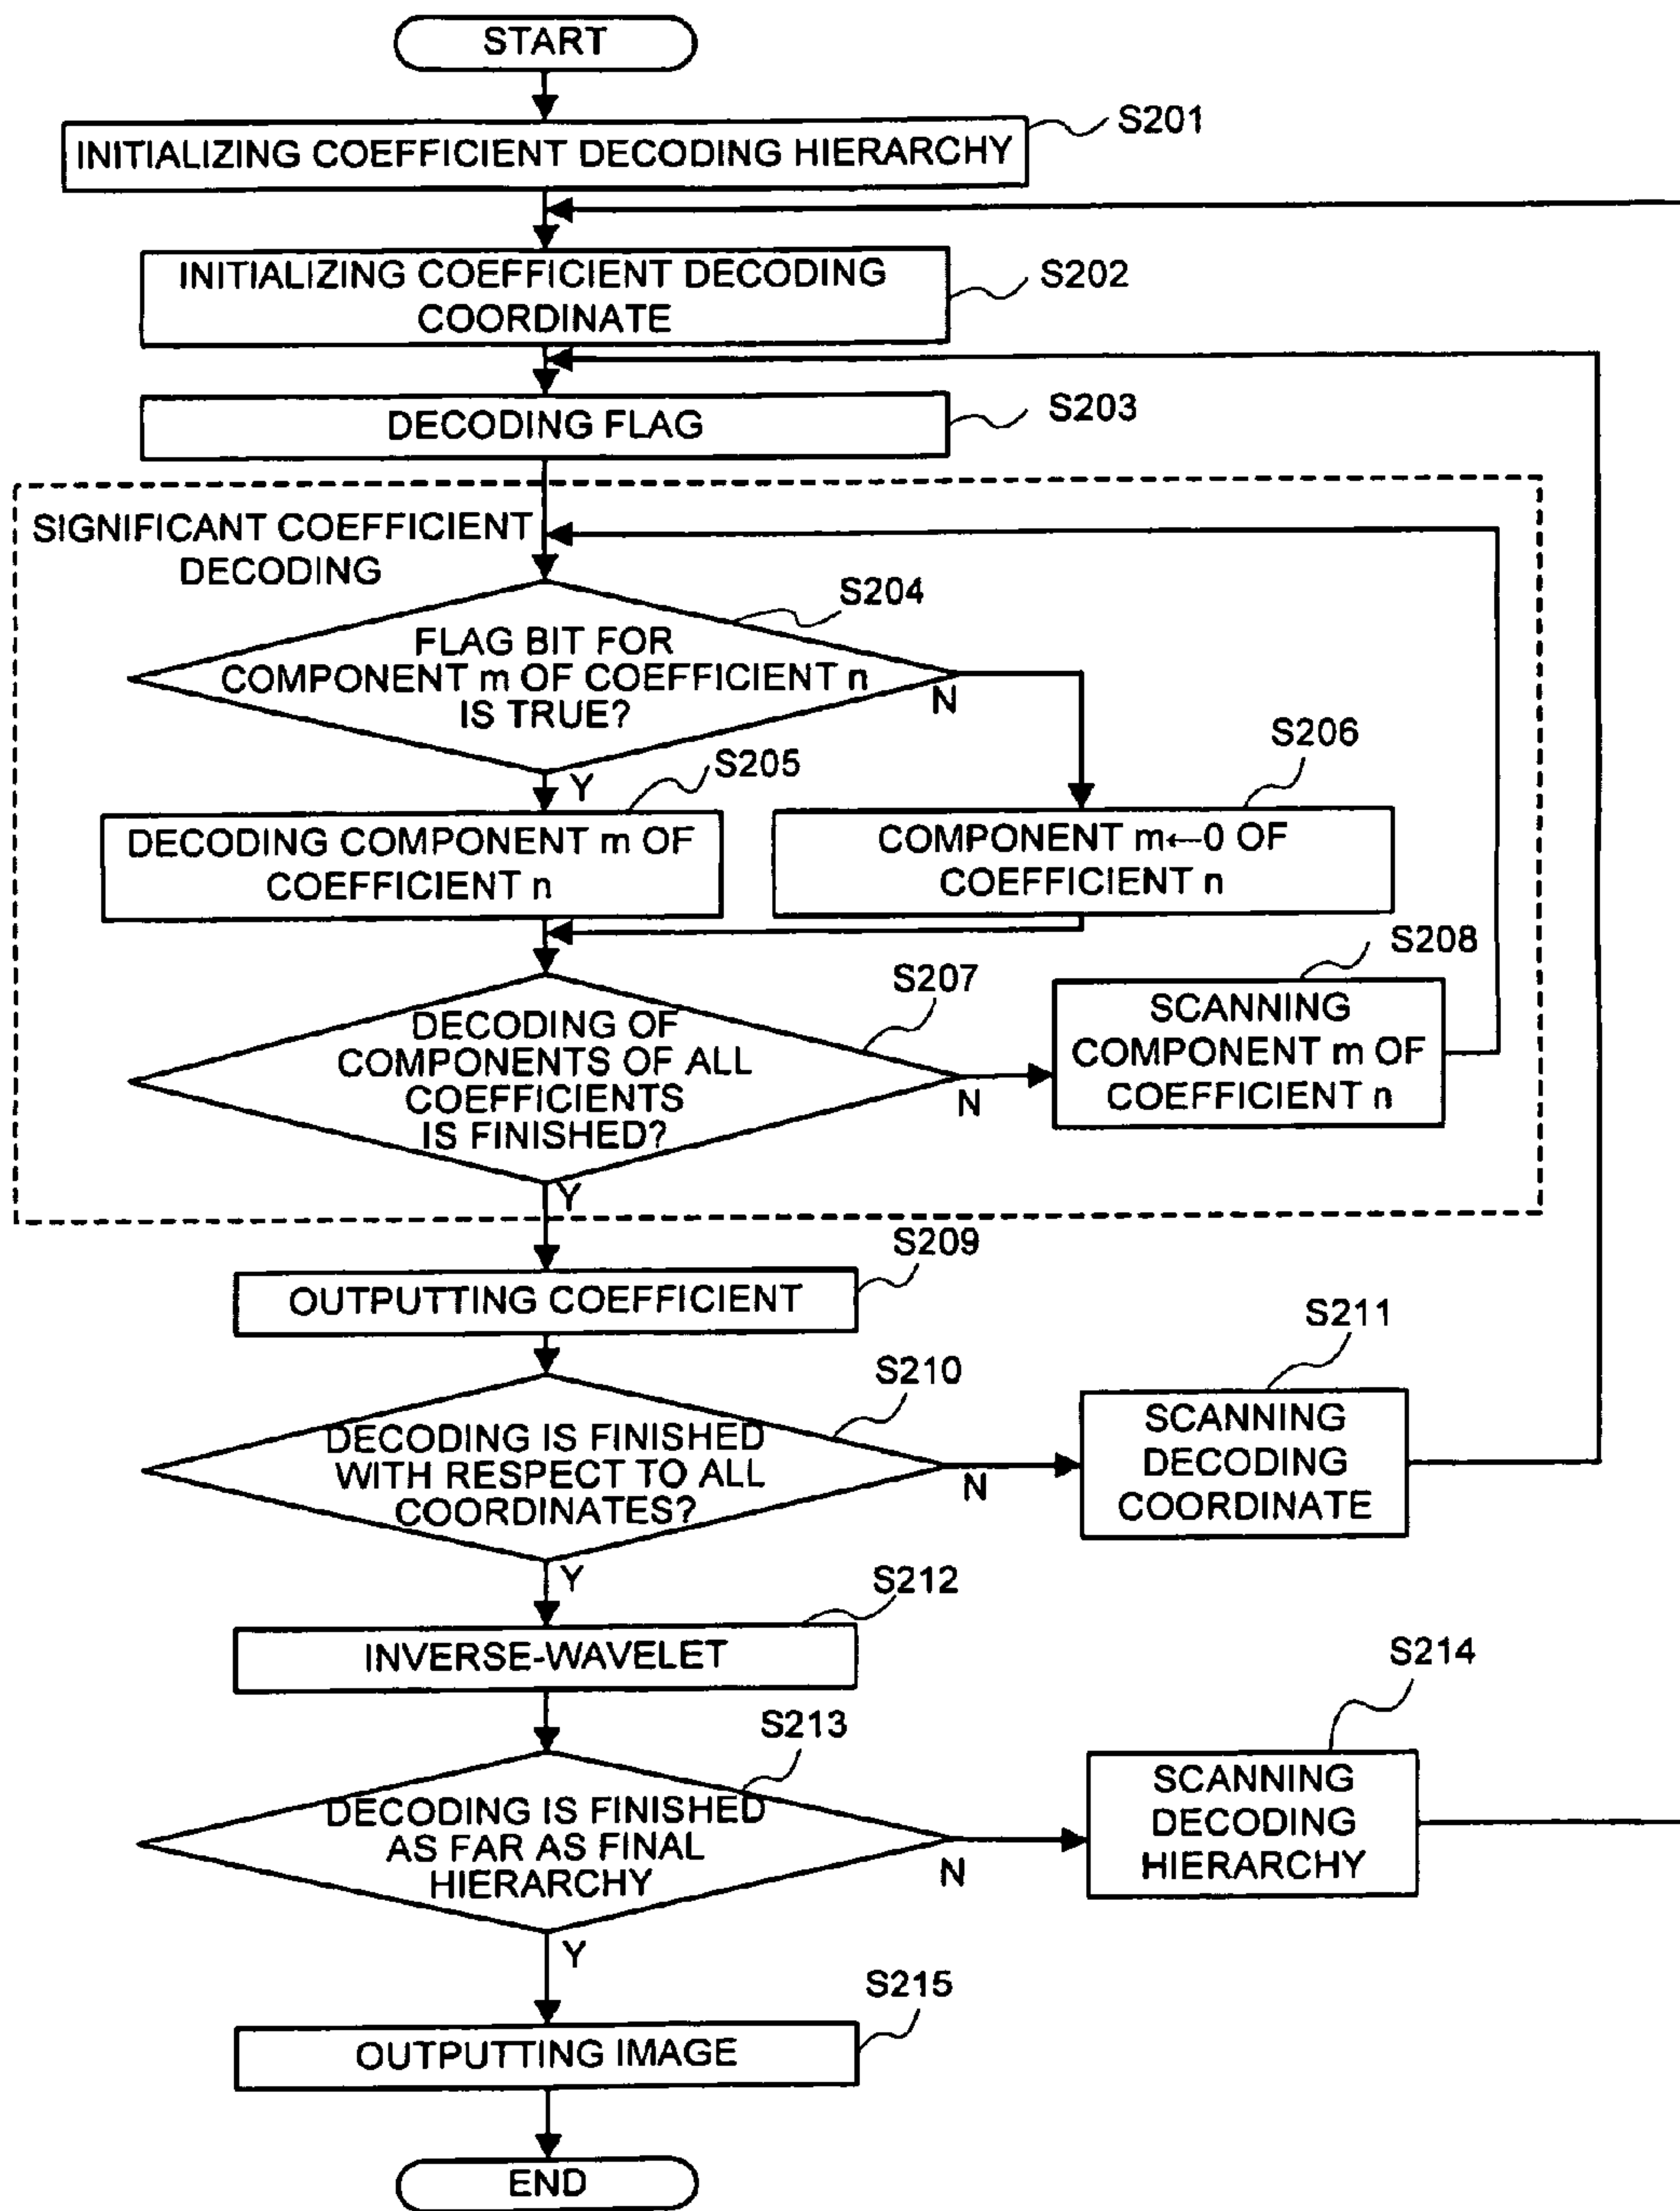 START
S201
INITIALIZING COEFFICIENT DECODING HIERARCHY
INITIALIZING COEFFICIENT DECODING
COORDINATE
S202
DECODING FLAG
S203
SIGNIFICANT COEFFICIENT
DECODING
S204
FLAG BIT FOR
COMPONENT m OF COEFFICIENT n
IS TRUE?
N
Y
S205
DECODING COMPONENT m OF
COEFFICIENT n
S206
COMPONENT m←0 OF
COEFFICIENT n
S207
DECODING OF
COMPONENTS OF ALL
COEFFICIENTS
IS FINISHED?
N
Y
S208
SCANNING
COMPONENT m OF
COEFFICIENT n
S209
OUTPUTTING COEFFICIENT
S210
DECODING IS FINISHED
WITH RESPECT TO ALL
COORDINATES?
N
Y
S211
SCANNING
DECODING
COORDINATE
S212
INVERSE-WAVELET
S213
DECODING IS FINISHED
AS FAR AS FINAL
HIERARCHY
N
Y
S214
SCANNING
DECODING
HIERARCHY
S215
OUTPUTTING IMAGE
END